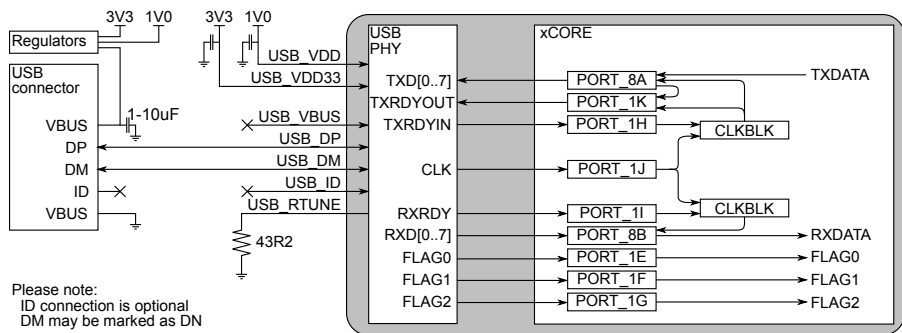 3V3 1V0
Regulators
USB
connector
1-10uF
VBUS
DP
DM
ID
VBUS
Please note:
ID connection is optional
DM may be marked as DN
3V3 1V0
USB_VDD
USB_VDD33
USB_VBUS
USB_DP
USB_DM
USB_ID
USB_RTUNE
43R2
USB
PHY
TXD[0..7]
TXRDYOUT
TXRDYIN
CLK
RXRDY
RXD[0..7]
FLAG0
FLAG1
FLAG2
xCORE
PORT_8A
PORT_1K
PORT_1H
PORT_1J
PORT_1I
PORT_8B
PORT_1E
PORT_1F
PORT_1G
CLKBLK
CLKBLK
TXDATA
RXDATA
FLAG0
FLAG1
FLAG2